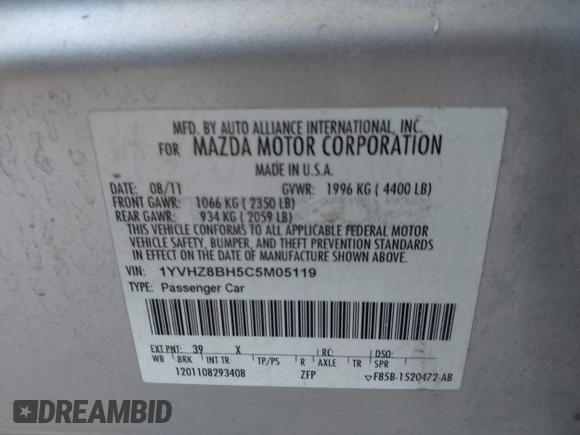 MFD. BY AUTO ALLIANCE INTERNATIONAL, INC.
FOR MAZDA MOTOR CORPORATION
MADE IN U.S.A.
DATE: 08/11 GVWR: 1996 KG ( 4400 LB)
FRONT GAWR: 1066 KG ( 2350 LB)
REAR GAWR: 934 KG ( 2059 LB)
THIS VEHICLE CONFORMS TO ALL APPLICABLE FEDERAL MOTOR
VEHICLE SAFETY, BUMPER, AND THEFT PREVENTION STANDARDS
IN EFFECT ON THE DATE OF MANUFACTURE SHOWN ABOVE.
VIN: 1YVHZ8BH5C5M05119
TYPE: Passenger Car
EXT PNT: 39 X RC:
WB BRK INT TR TP/PS R AXLE TR SPR
1201108293408 ZFP ▽F85B-1520472-AB
DREAMBID